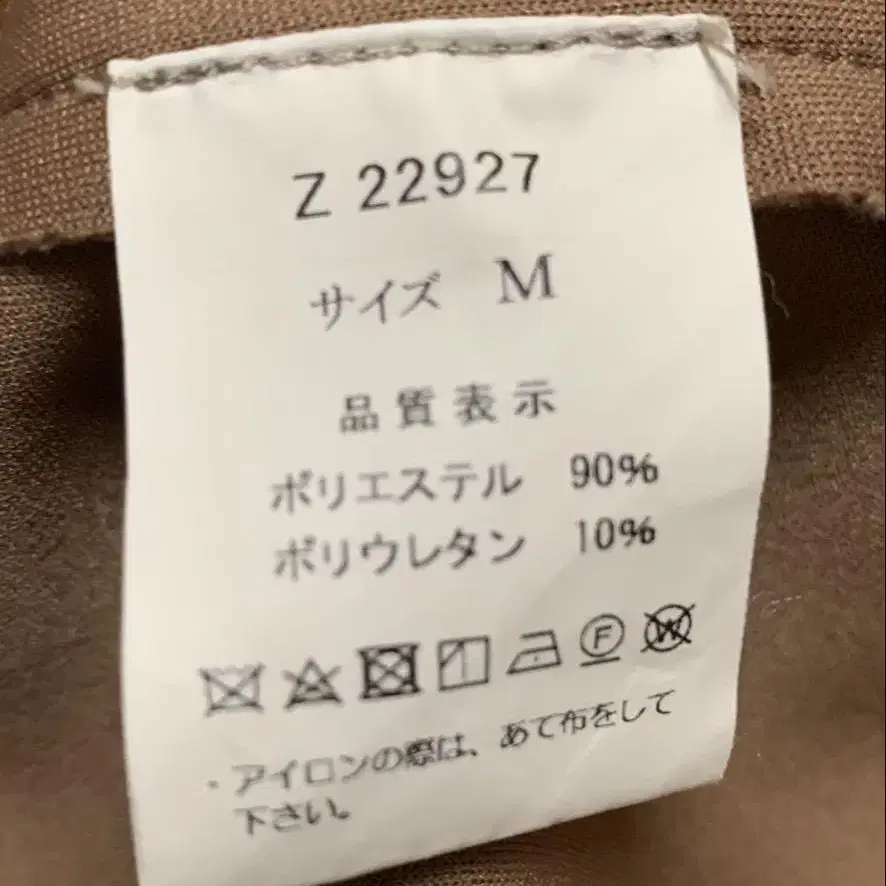 Z 22927
サイズ M
品質表示
ポリエステル 90%
ポリウレタン 10%
F W
・アイロンの際は、あて布をして
下さい。